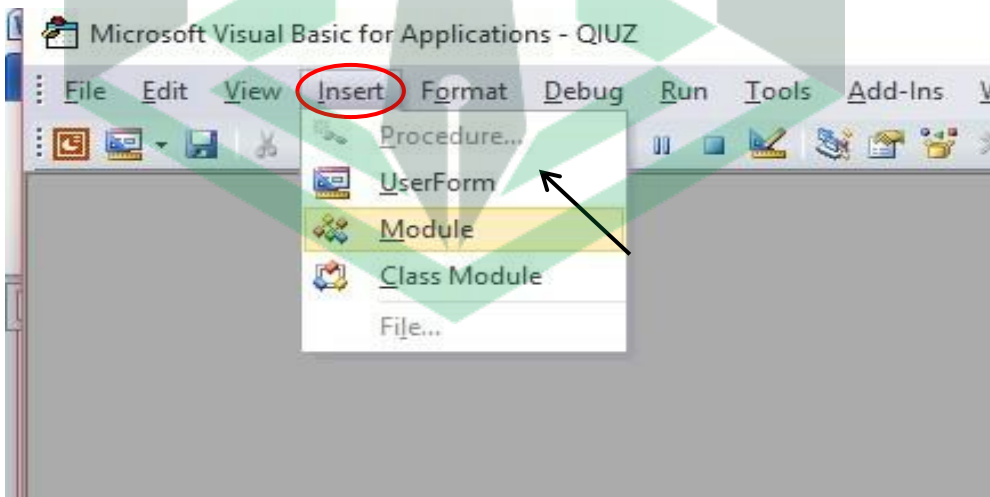 Microsoft Visual Basic for Applications - QIUZ
File Edit View Insert Format Debug Run Tools Add-Ins
Procedure...
UserForm
Module
Class Module
File...